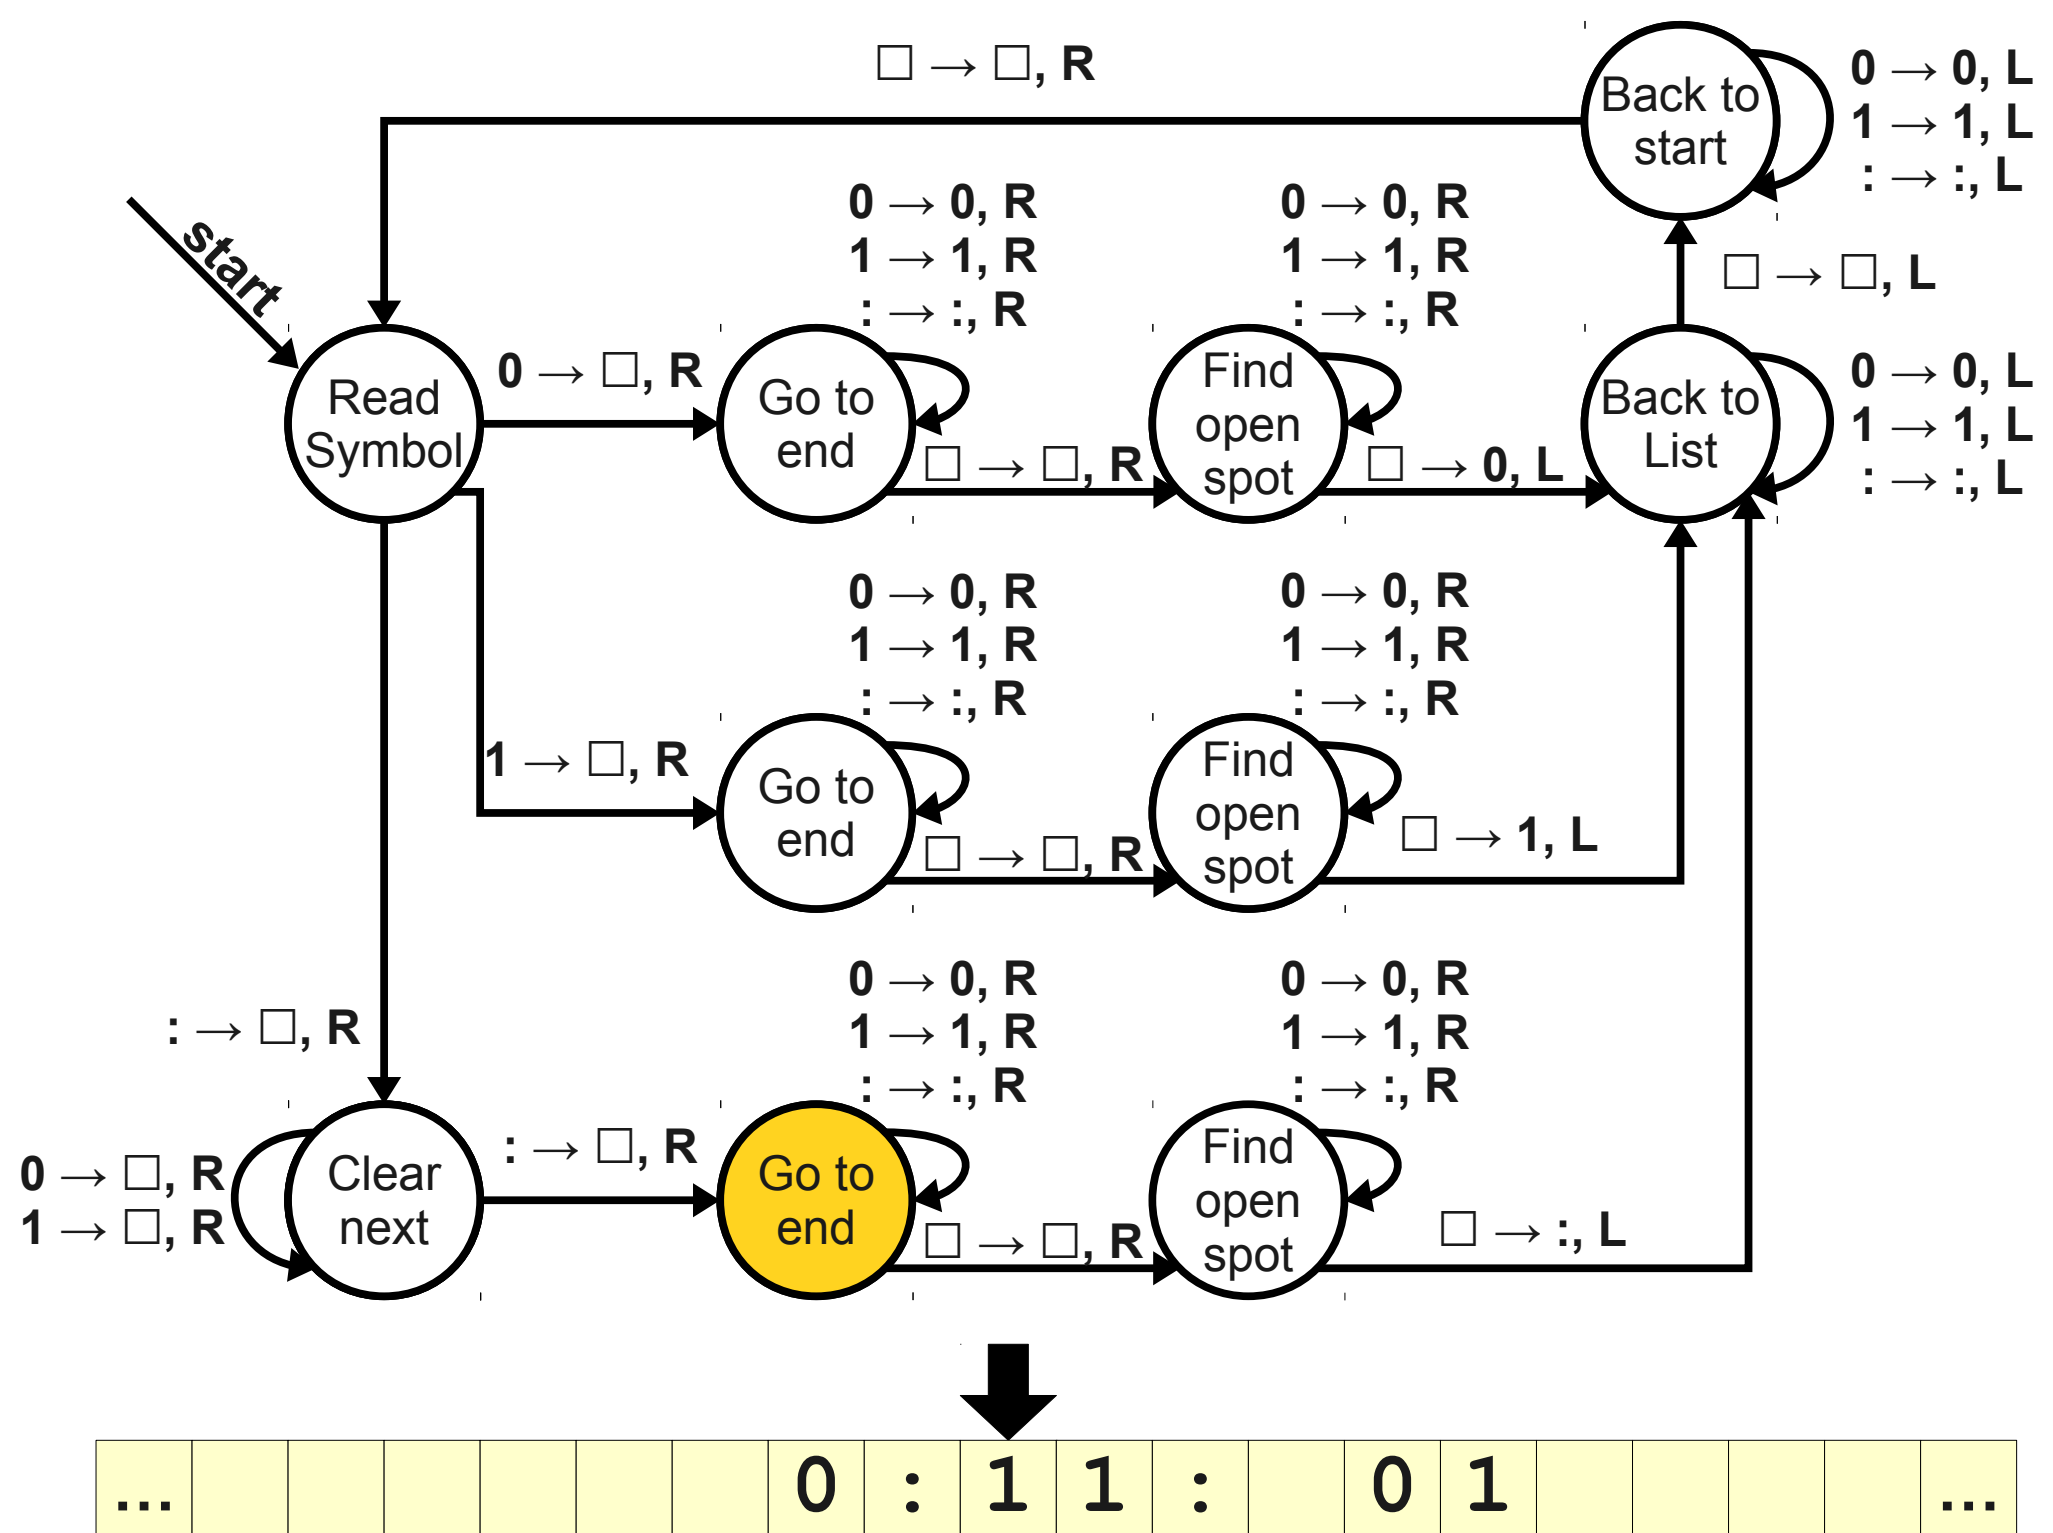 □ → □, R
Back to
start
0 → 0, L
1 → 1, L
: → :, L
start
0 → 0, R
1 → 1, R
: → :, R
0 → 0, R
1 → 1, R
: → :, R
□ → □, L
Read
Symbol
0 → □, R
Go to
end
□ → □, R
Find
open
spot
□ → 0, L
Back to
List
0 → 0, L
1 → 1, L
: → :, L
0 → 0, R
1 → 1, R
: → :, R
0 → 0, R
1 → 1, R
: → :, R
1 → □, R
Go to
end
□ → □, R
Find
open
spot
□ → 1, L
0 → 0, R
1 → 1, R
: → :, R
0 → 0, R
1 → 1, R
: → :, R
: → □, R
0 → □, R
1 → □, R
Clear
next
: → □, R
Go to
end
□ → □, R
Find
open
spot
□ → :, L
… 0 : 1 1 : 0 1 …